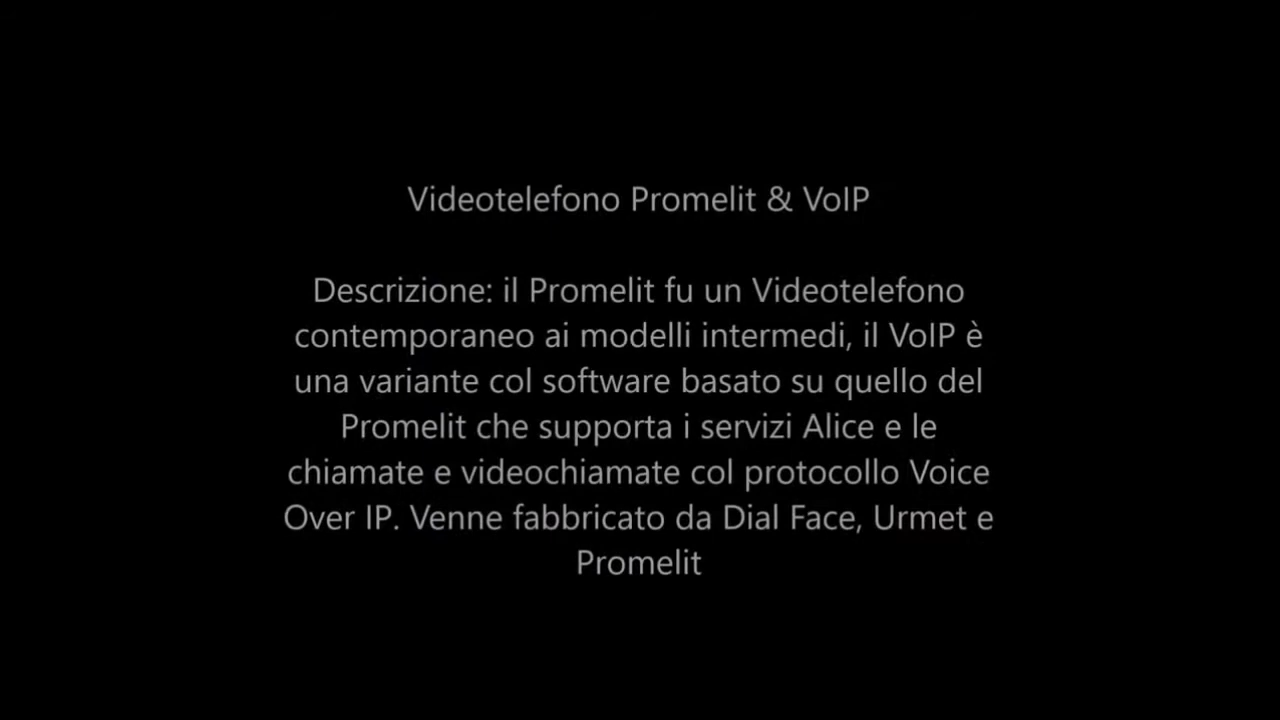 Videotelefono Promelit & VoIP
Descrizione: il Promelit fu un Videotelefono
contemporaneo ai modelli intermedi, il VoIP è
una variante col software basato su quello del
Promelit che supporta i servizi Alice e le
chiamate e videochiamate col protocollo Voice
Over IP. Venne fabbricato da Dial Face, Urmet e
Promelit